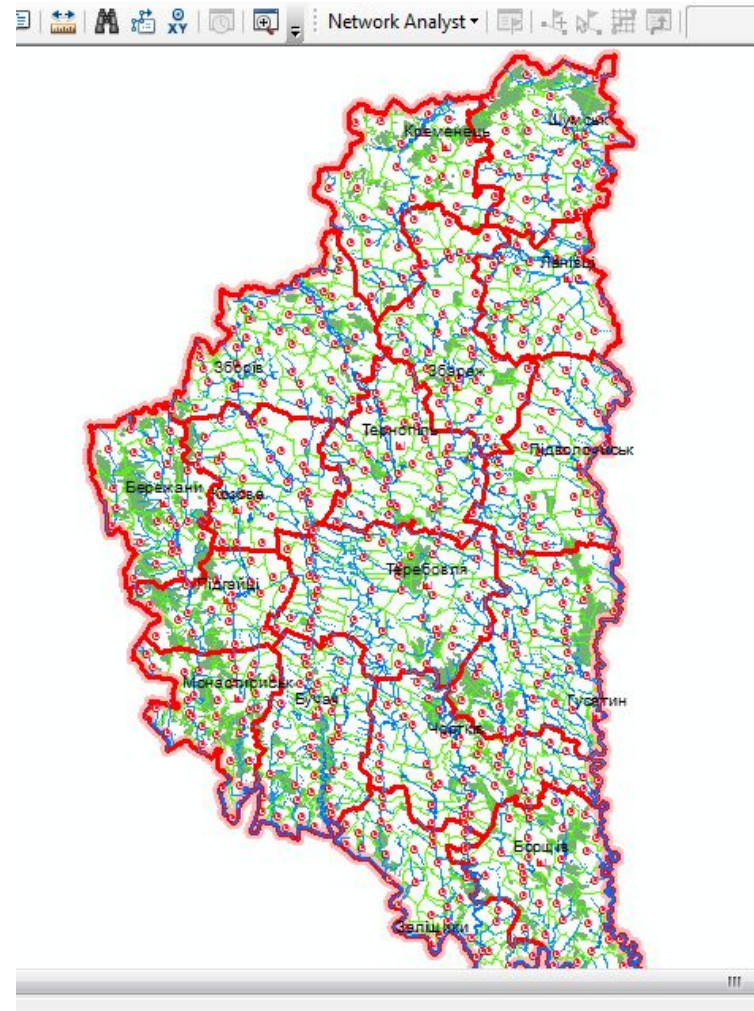 XY
Network Analyst
Кременець
Шумськ
Ланівці
Зборів
Збараж
Тернопіль
Підволочиськ
Бережани
Козова
Теребовля
Підгайці
Монастириськ
Бучач
Гусятин
Чортків
Борщів
Заліщики